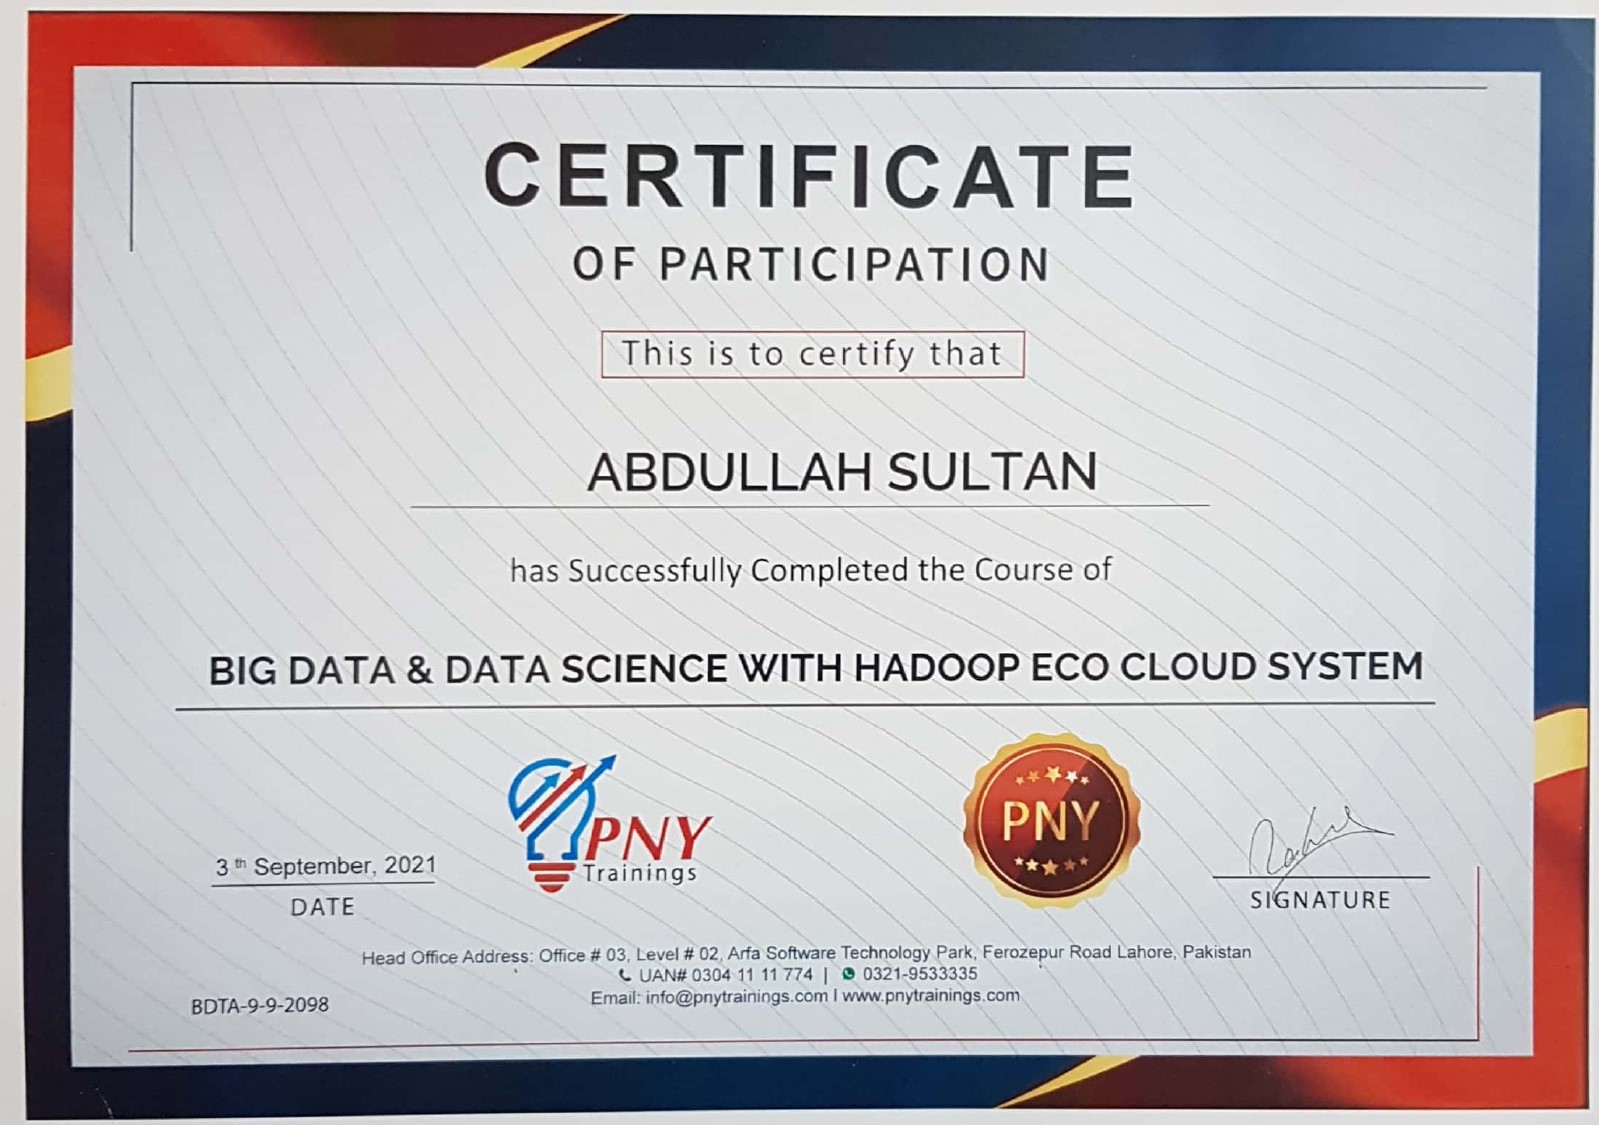 CERTIFICATE
OF PARTICIPATION
This is to certify that
ABDULLAH SULTAN
has Successfully Completed the Course of
BIG DATA & DATA SCIENCE WITH HADOOP ECO CLOUD SYSTEM
PNY
Trainings
PNY
3 th September, 2021
DATE
SIGNATURE
Head Office Address: Office # 03, Level # 02, Arfa Software Technology Park, Ferozepur Road Lahore, Pakistan
UAN# 0304 11 11 774 | 0321-9533335
Email: info@pnytrainings.com I www.pnytrainings.com
BDTA-9-9-2098